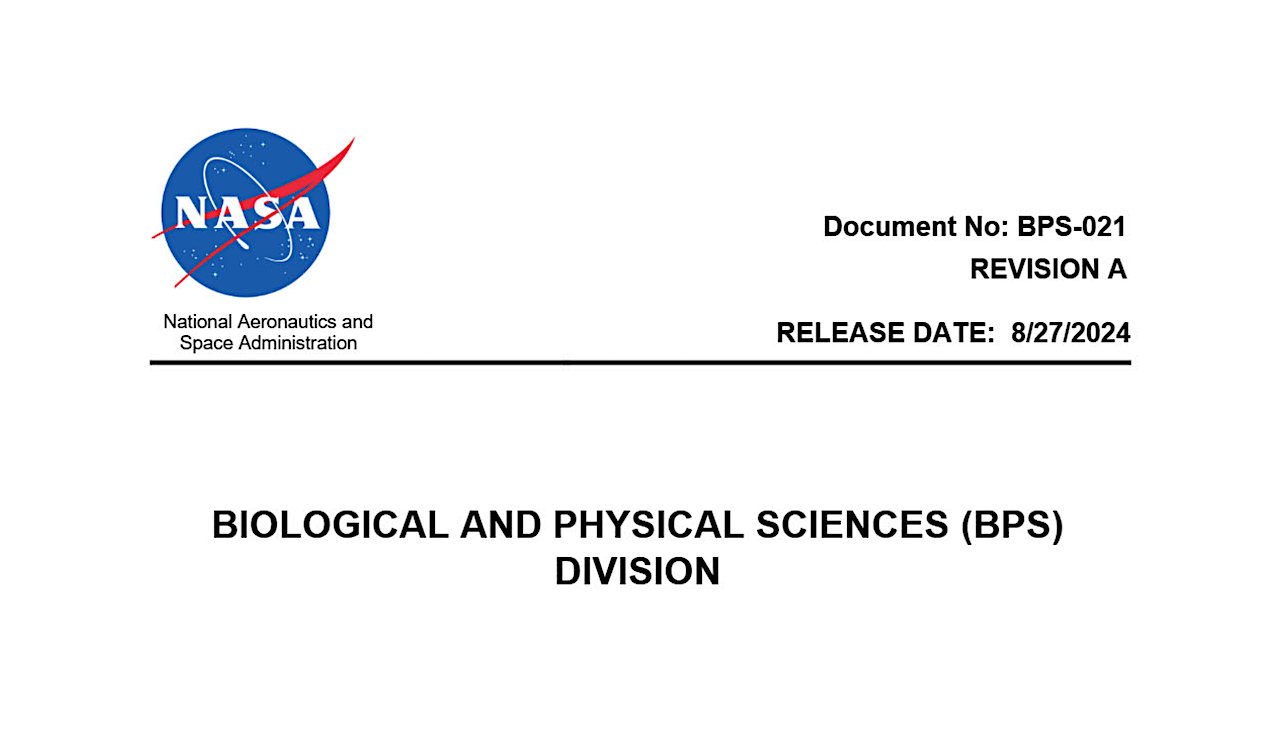 NASA
National Aeronautics and
Space Administration
Document No: BPS-021
REVISION A
RELEASE DATE: 8/27/2024
BIOLOGICAL AND PHYSICAL SCIENCES (BPS)
DIVISION